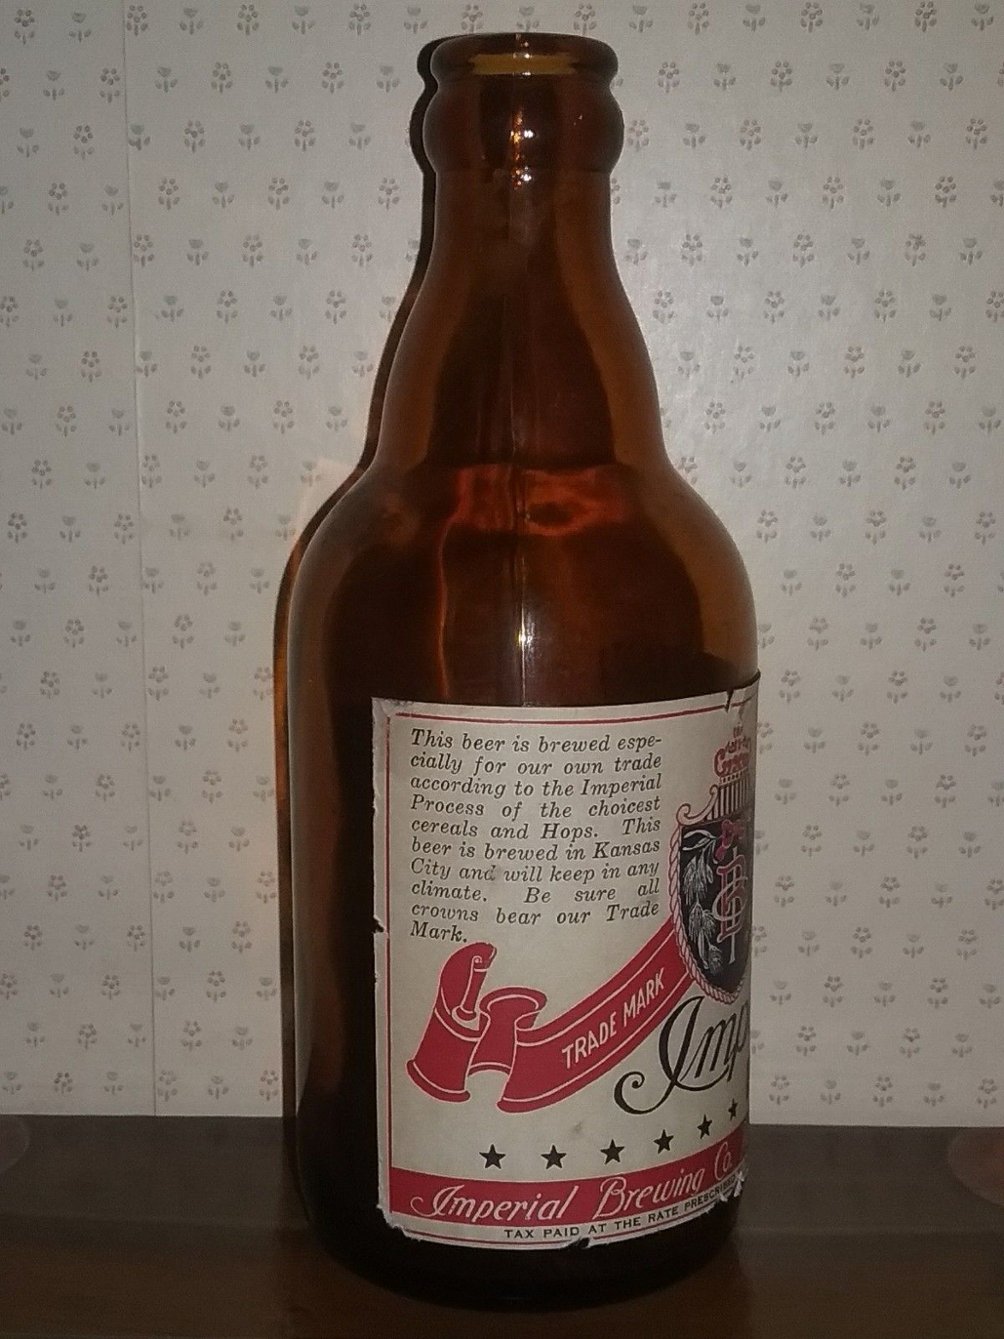 This beer is brewed espe-
cially for our own trade
according to the Imperial
Process of the choicest
cereals and Hops. This
beer is brewed in Kansas
City and will keep in any
climate. Be sure all
crowns bear our Trade
Mark.
TRADE MARK
Imp
Imperial Brewing Co.
TAX PAID AT THE RATE PRESCRIBED